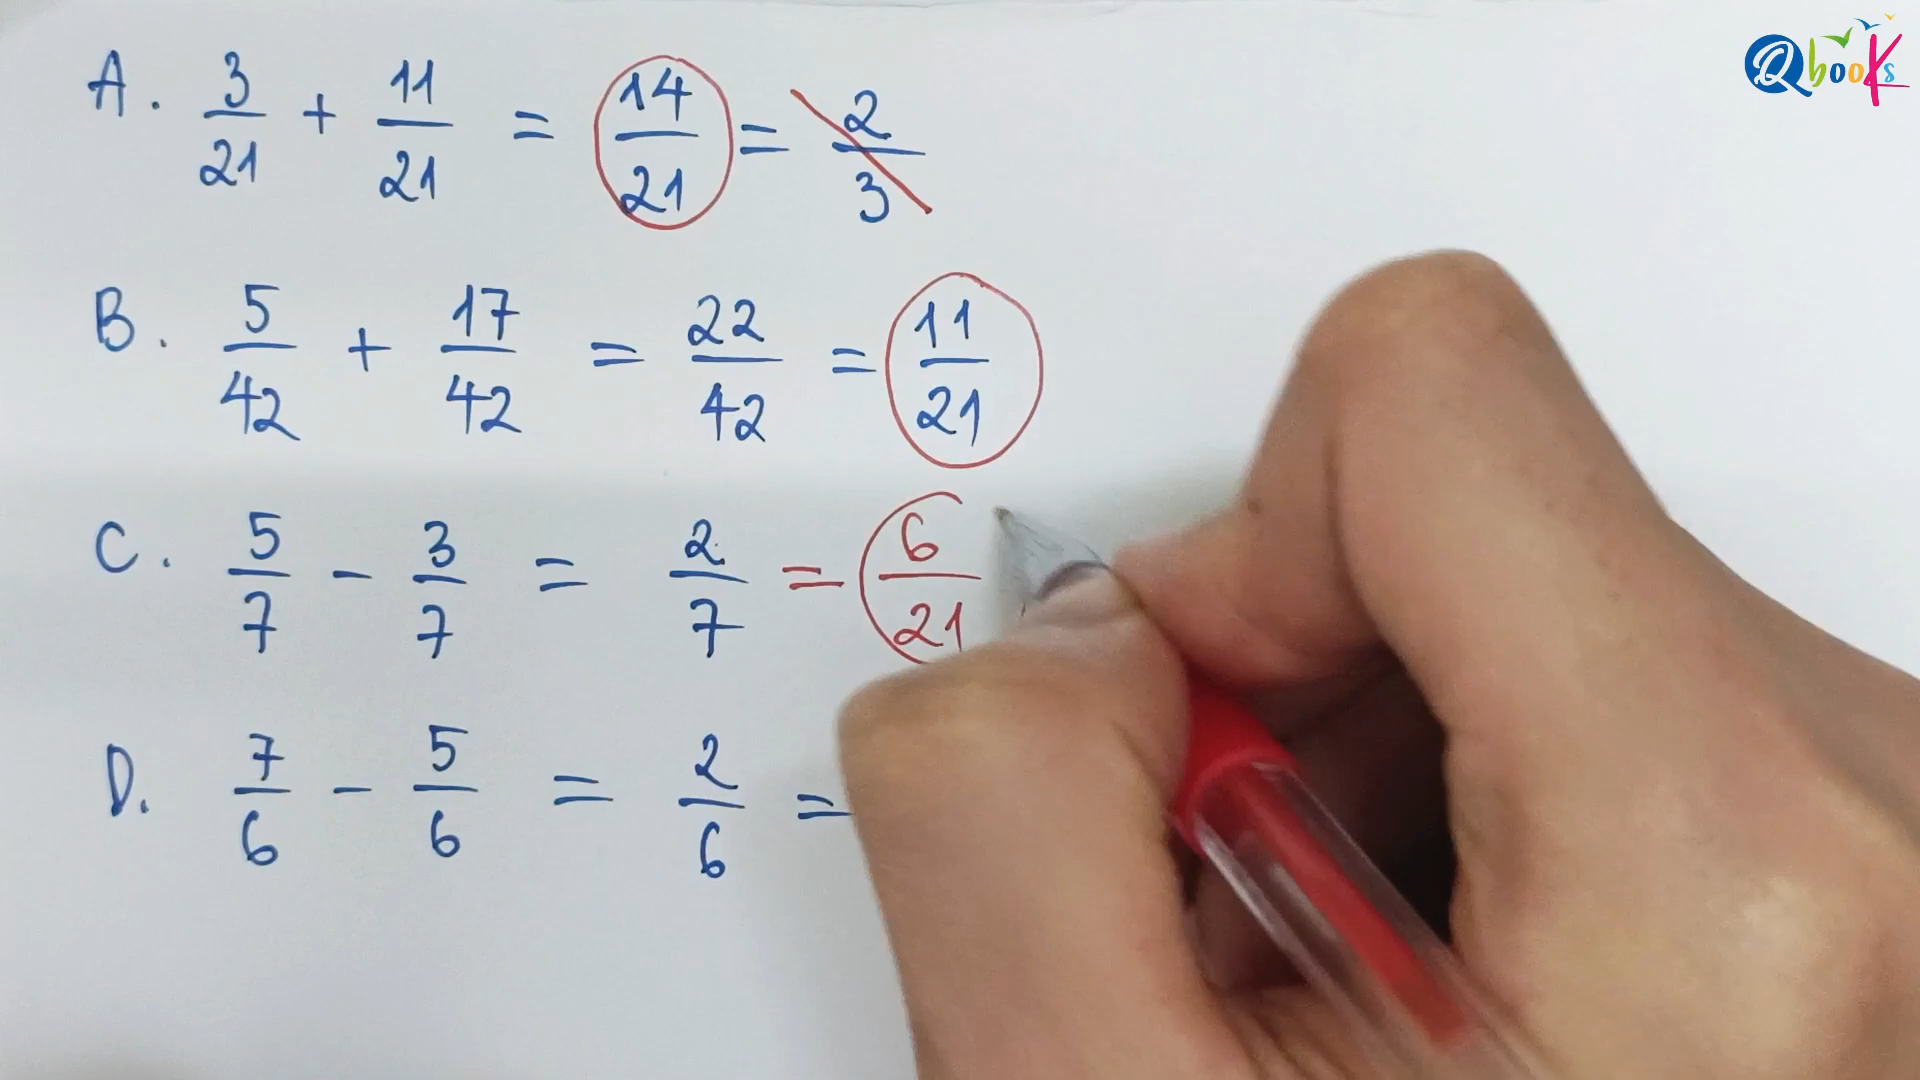 Qbooks
A. 3/21 + 11/21 = 14/21 = 2/3
B. 5/42 + 17/42 = 22/42 = 11/21
C. 5/7 - 3/7 = 2/7 = 6/21
D. 7/6 - 5/6 = 2/6 =